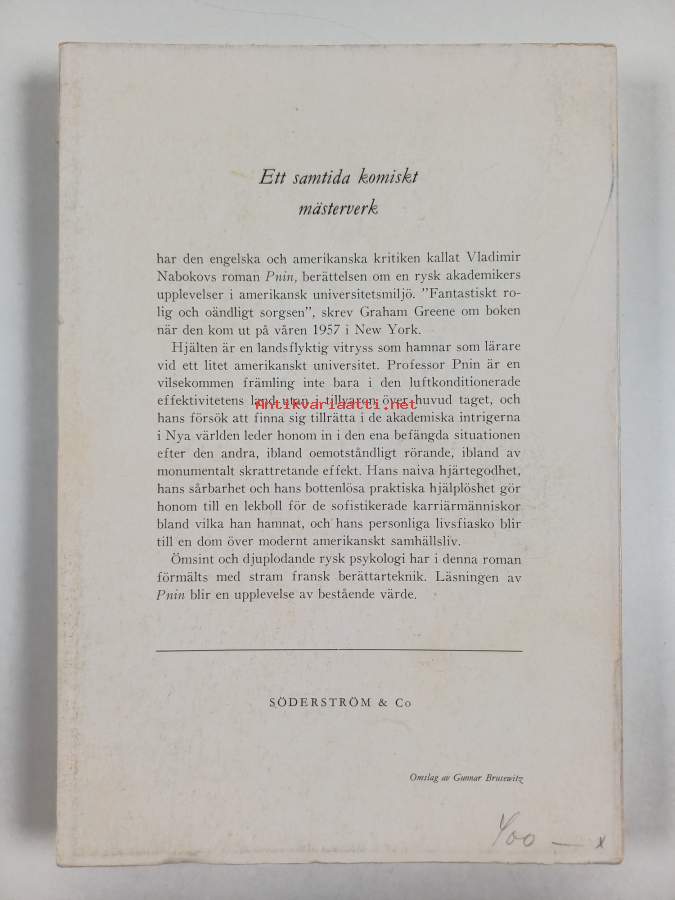 Ett samtida komiskt
mästerverk
har den engelska och amerikanska kritiken kallat Vladimir
Nabokovs roman Pnin, berättelsen om en rysk akademikers
upplevelser i amerikansk universitetsmiljö. ”Fantastiskt ro-
lig och oändligt sorgsen”, skrev Graham Greene om boken
när den kom ut på våren 1957 i New York.
Hjälten är en landsflyktig vitryss som hamnar som lärare
vid ett litet amerikanskt universitet. Professor Pnin är en
vilsekommen främling inte bara i den luftkonditionerade
effektivitetens land utan i tillvaron över huvud taget, och
Antikvariaatti.net
hans försök att finna sig tillrätta i de akademiska intrigerna
i Nya världen leder honom in i den ena befängda situationen
efter den andra, ibland oemotståndligt rörande, ibland av
monumentalt skrattretande effekt. Hans naiva hjärtegodhet,
hans sårbarhet och hans bottenlösa praktiska hjälplöshet gör
honom till en lekboll för de sofistikerade karriärmänniskor
bland vilka han hamnat, och hans personliga livsfiasko blir
till en dom över modernt amerikanskt samhällsliv.
Ömsint och djuplodande rysk psykologi har i denna roman
förmälts med stram fransk berättarteknik. Läsningen av
Pnin blir en upplevelse av bestående värde.
SÖDERSTRÖM & Co
Omslag av Gunnar Brusewitz
400 — x